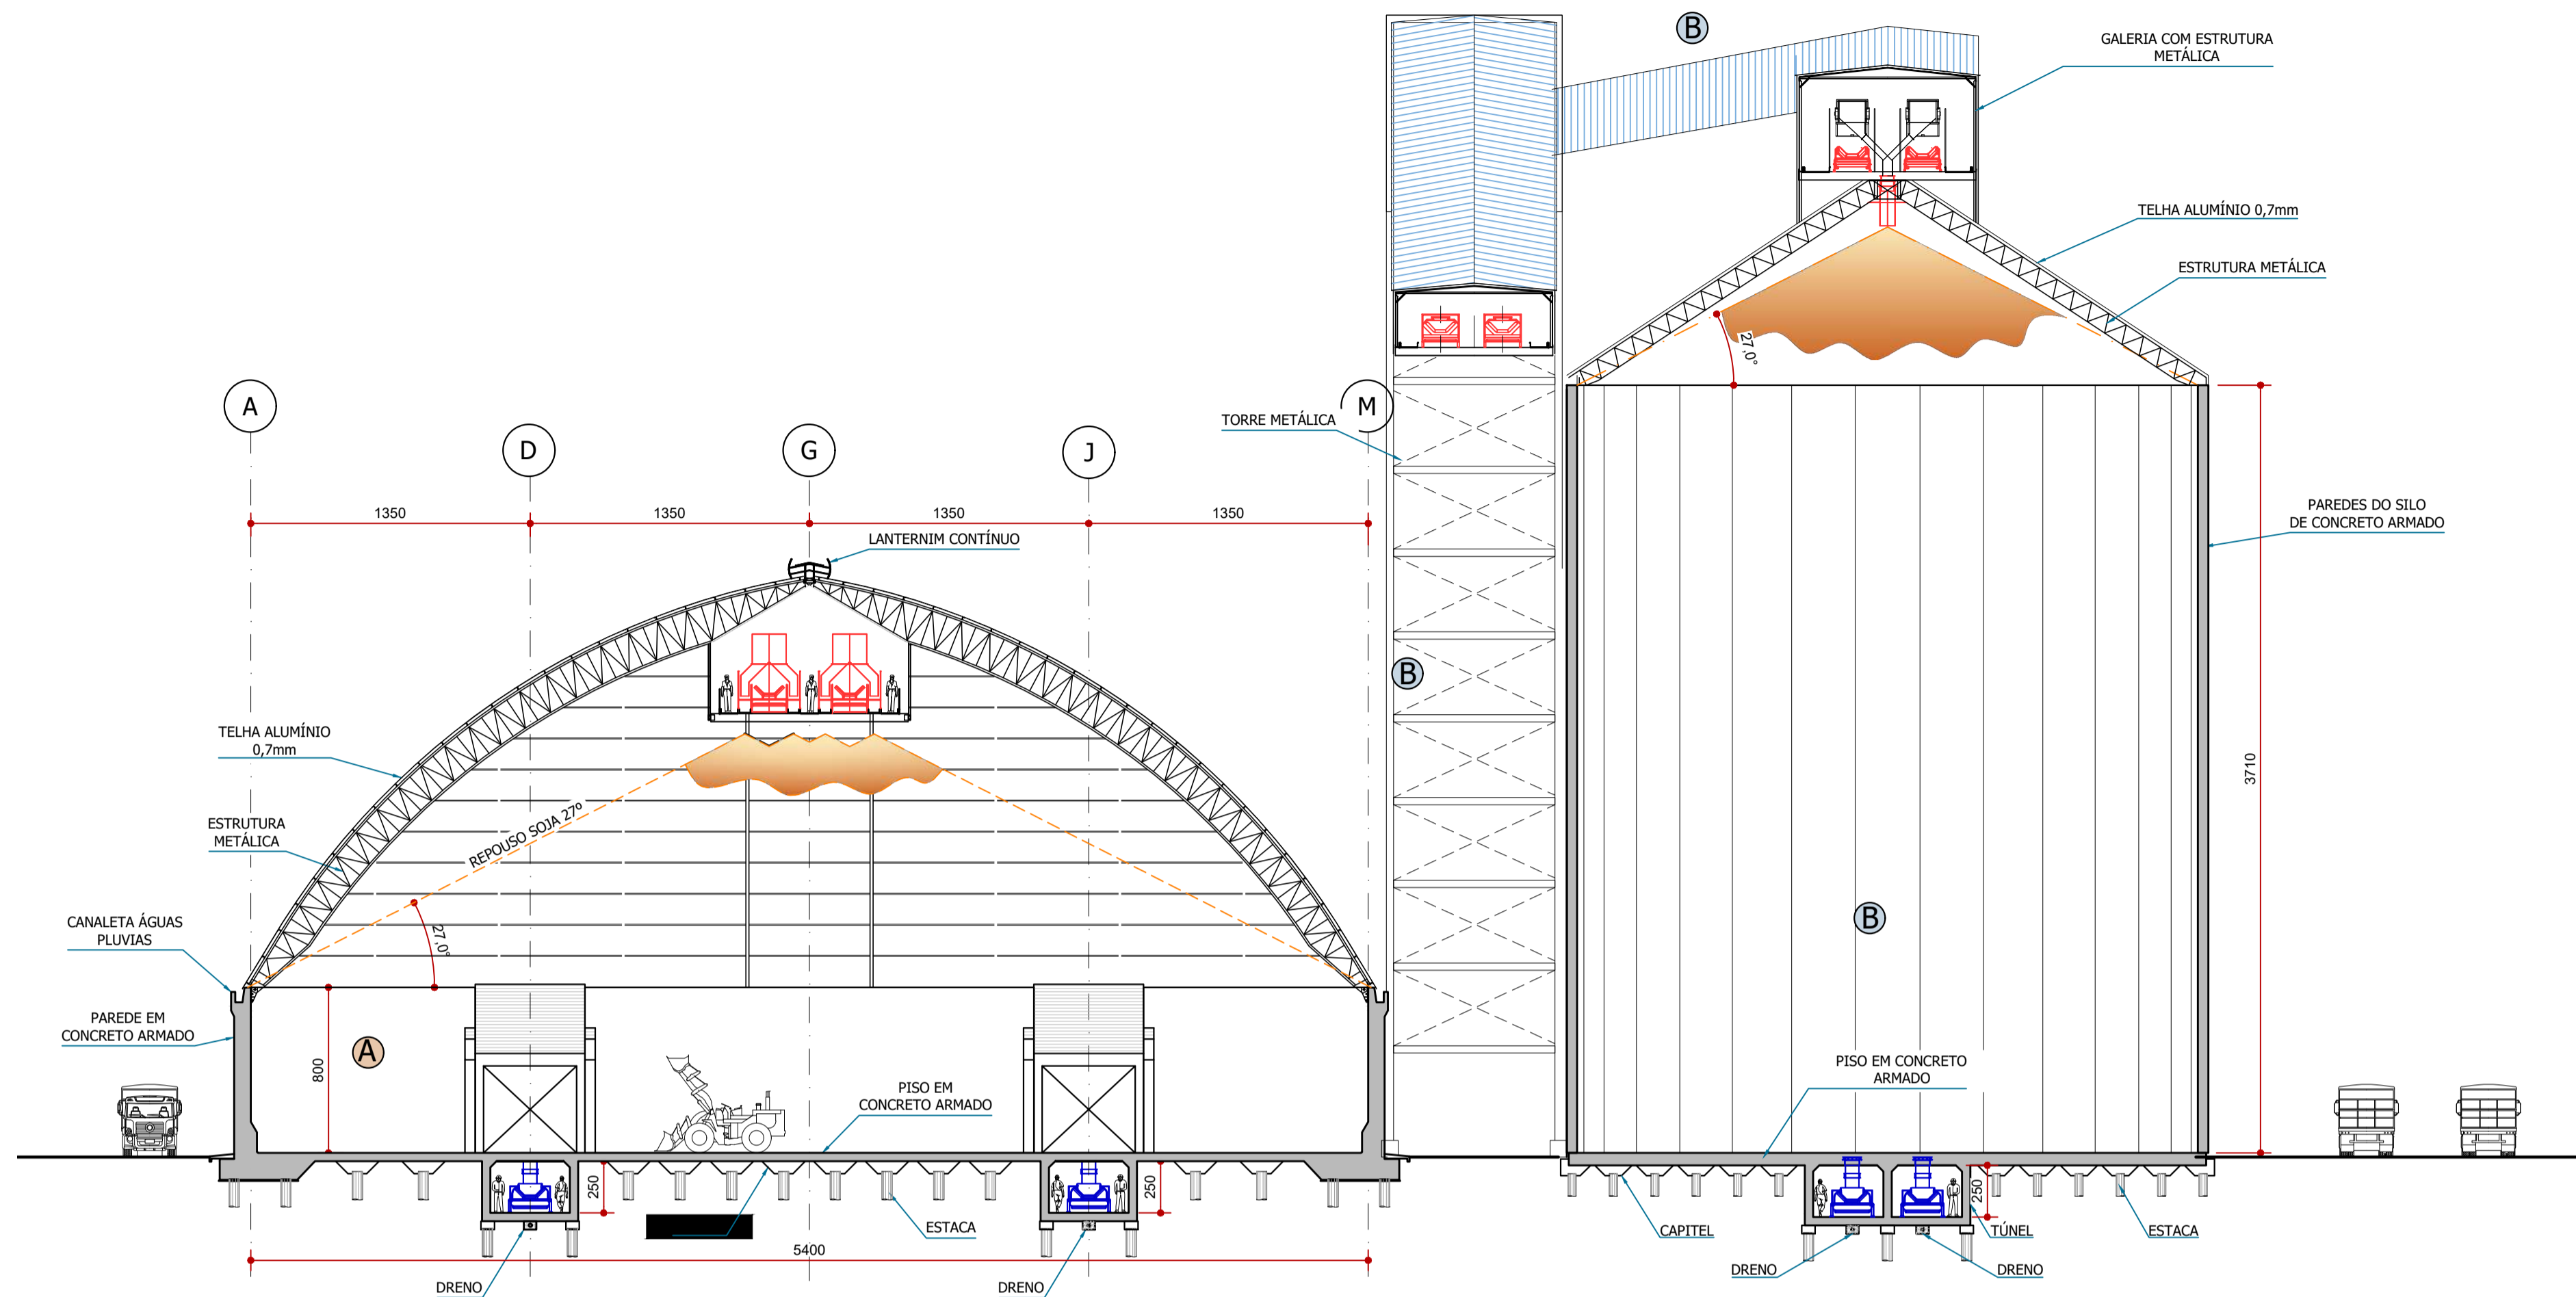 B
GALERIA COM ESTRUTURA
METÁLICA
TELHA ALUMÍNIO 0,7mm
ESTRUTURA METÁLICA
27,0°
A
D
G
J
M
TORRE METÁLICA
1350
1350
1350
1350
LANTERNIM CONTÍNUO
PAREDES DO SILO
DE CONCRETO ARMADO
B
TELHA ALUMÍNIO
0,7mm
3710
ESTRUTURA
METÁLICA
REPOUSO SOJA 27º
27,0°
CANALETA ÁGUAS
PLUVIAS
B
PAREDE EM
CONCRETO ARMADO
A
800
PISO EM
CONCRETO ARMADO
PISO EM CONCRETO
ARMADO
250
250
250
ESTACA
CAPITEL
TÚNEL
ESTACA
5400
DRENO
DRENO
DRENO
DRENO